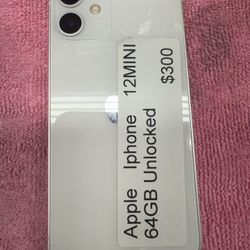 Apple Iphone 12MINI
64GB Unlocked $300